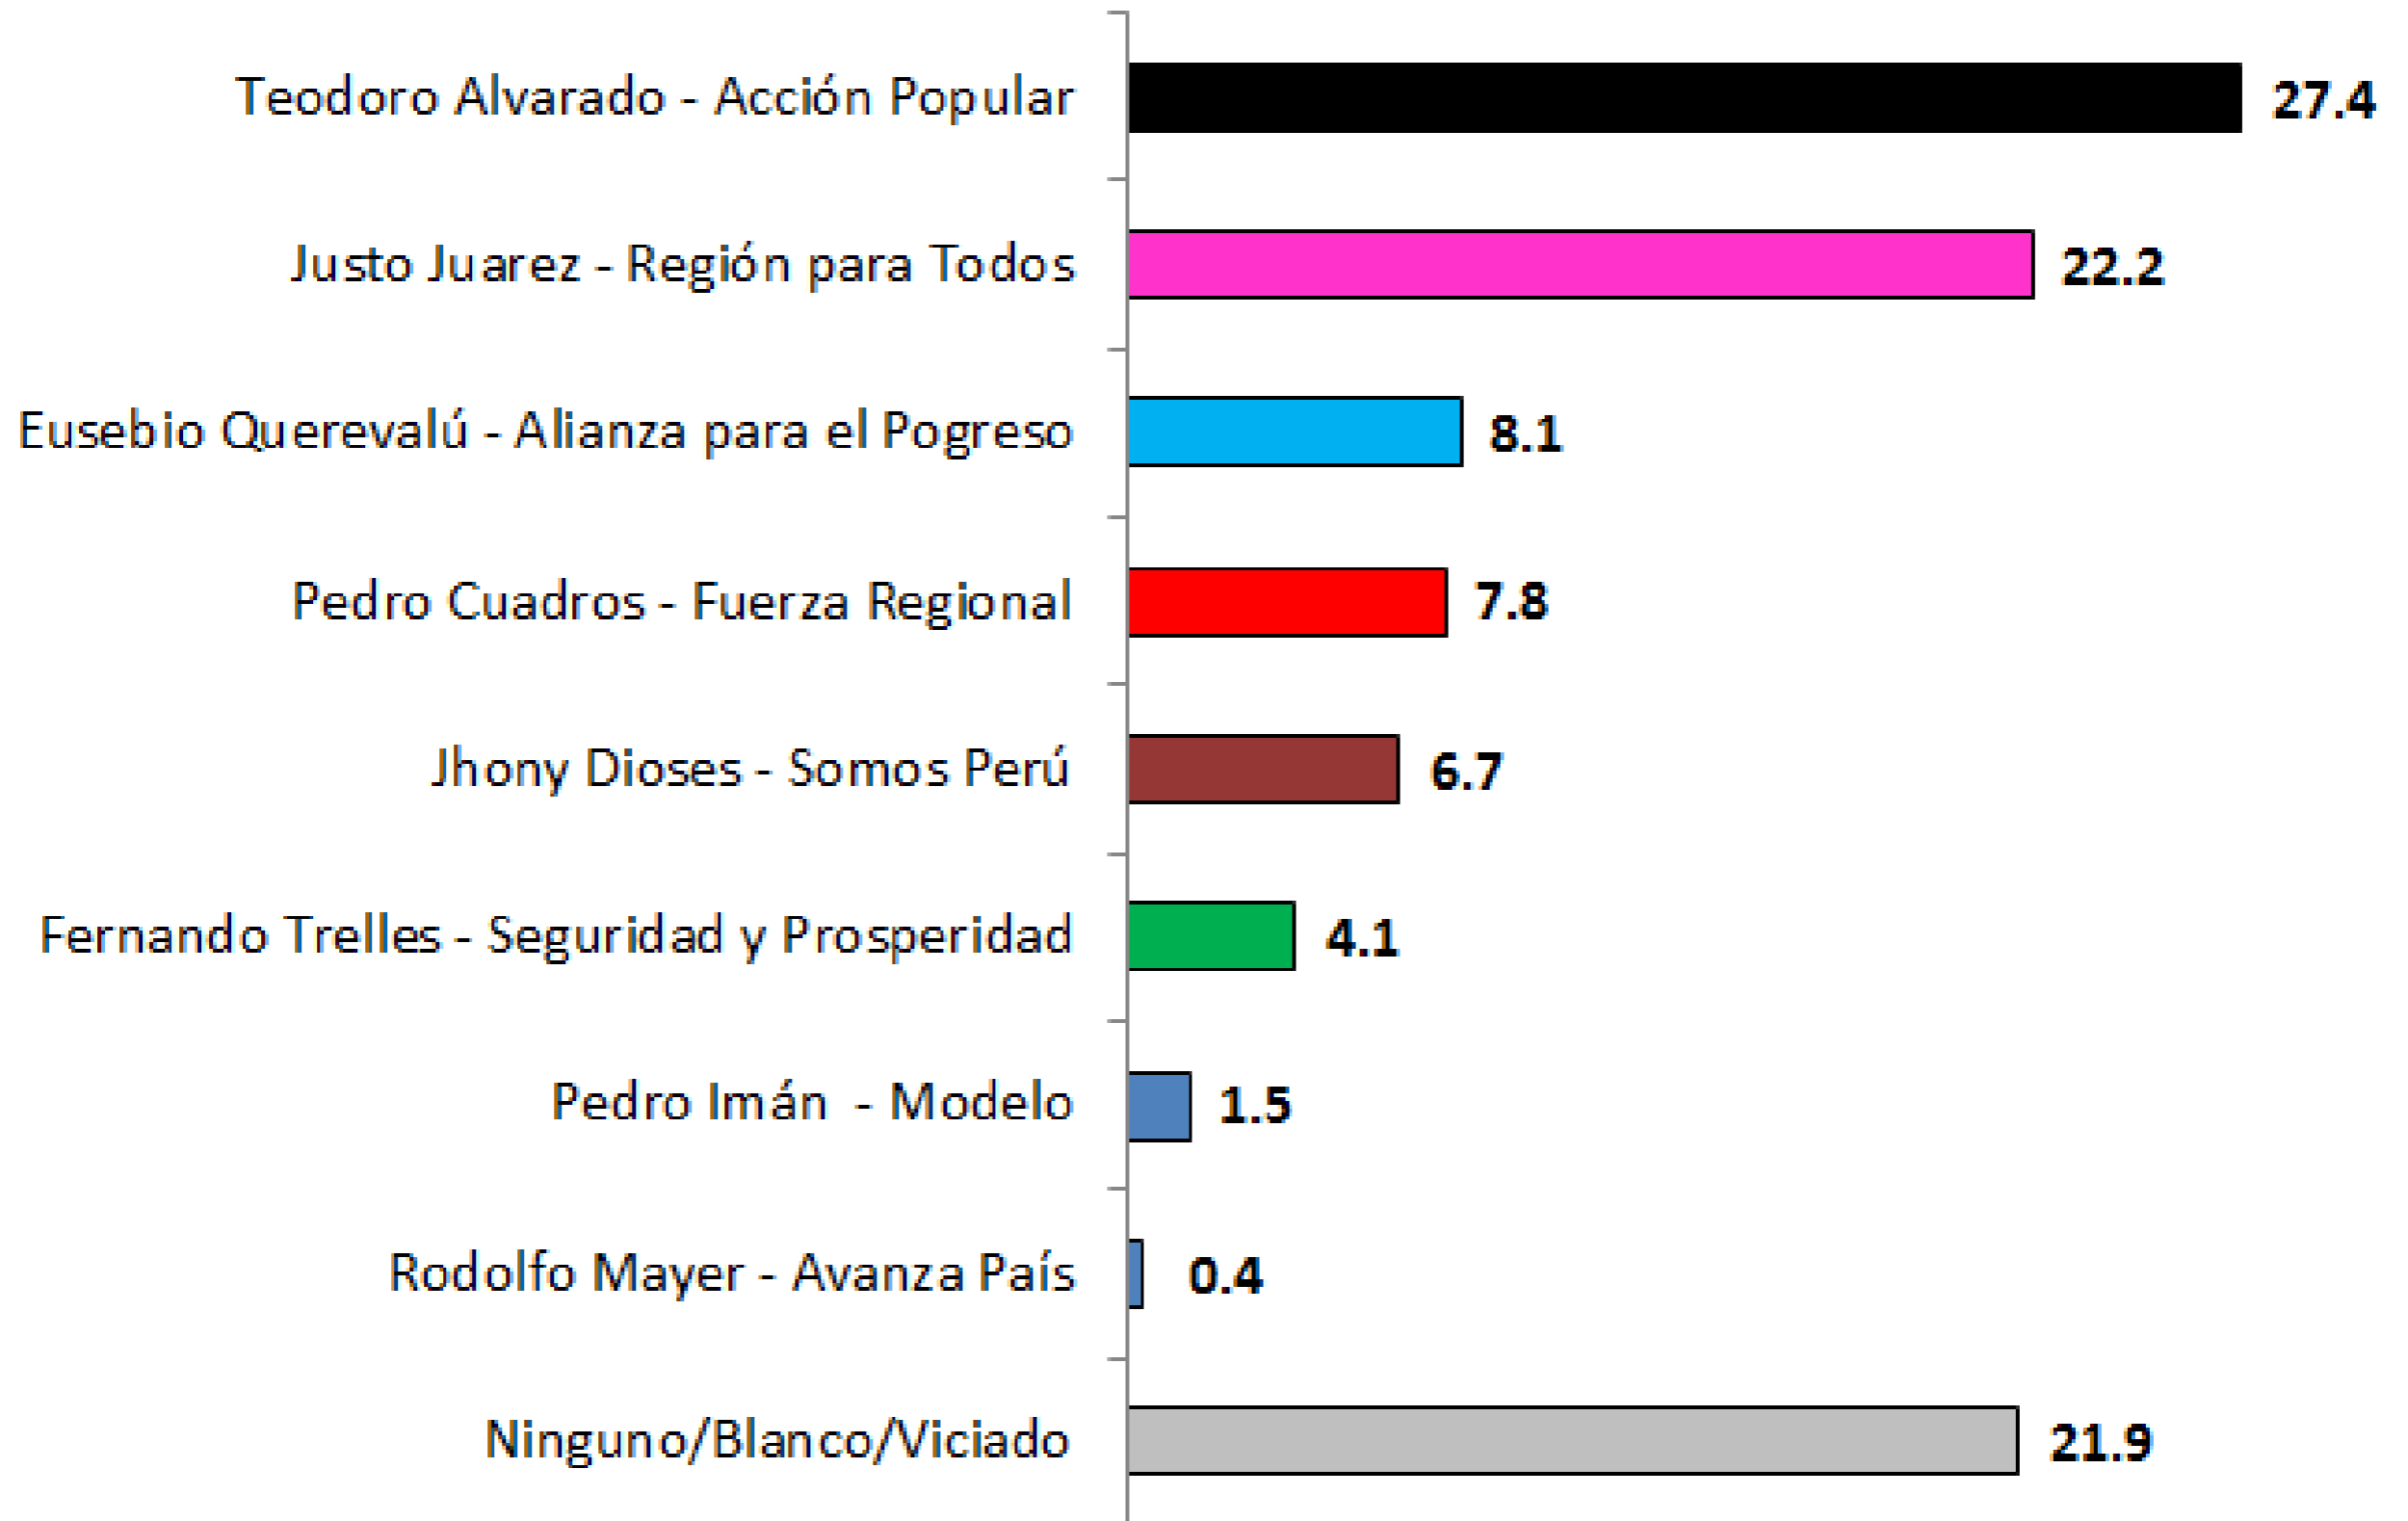 Teodoro Alvarado - Acción Popular 27.4
Justo Juarez - Región para Todos 22.2
Eusebio Querevalú - Alianza para el Pogreso 8.1
Pedro Cuadros - Fuerza Regional 7.8
Jhony Dioses - Somos Perú 6.7
Fernando Trelles - Seguridad y Prosperidad 4.1
Pedro Imán - Modelo 1.5
Rodolfo Mayer - Avanza País 0.4
Ninguno/Blanco/Viciado 21.9